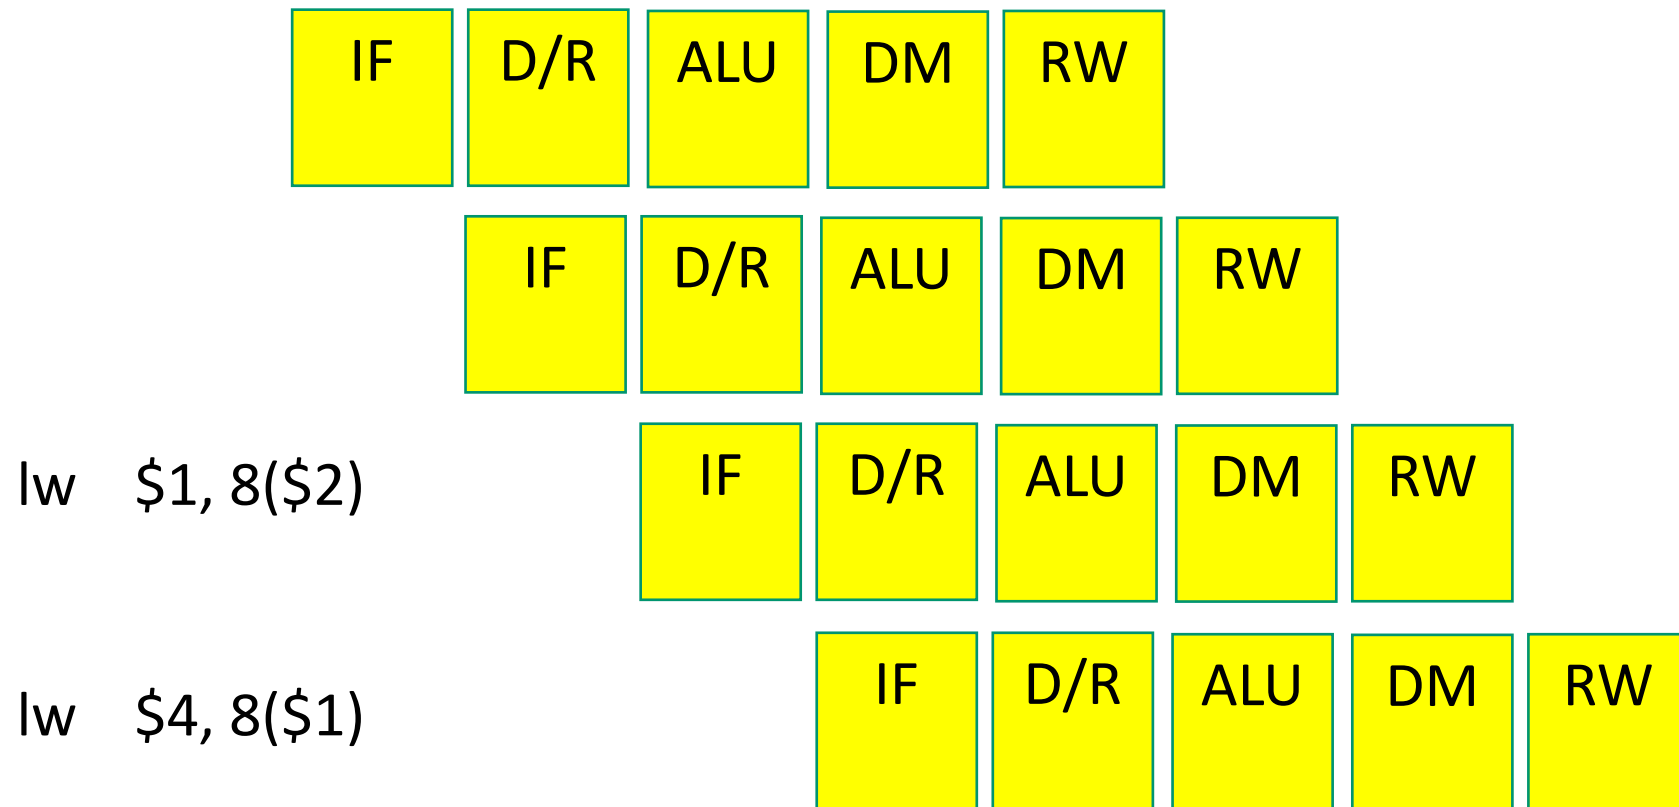 IF D/R ALU DM RW
IF D/R ALU DM RW
lw $1, 8($2) IF D/R ALU DM RW
lw $4, 8($1) IF D/R ALU DM RW